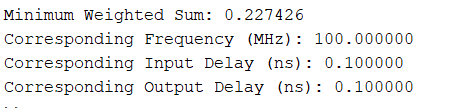 Minimum Weighted Sum: 0.227426
Corresponding Frequency (MHz): 100.000000
Corresponding Input Delay (ns): 0.100000
Corresponding Output Delay (ns): 0.100000